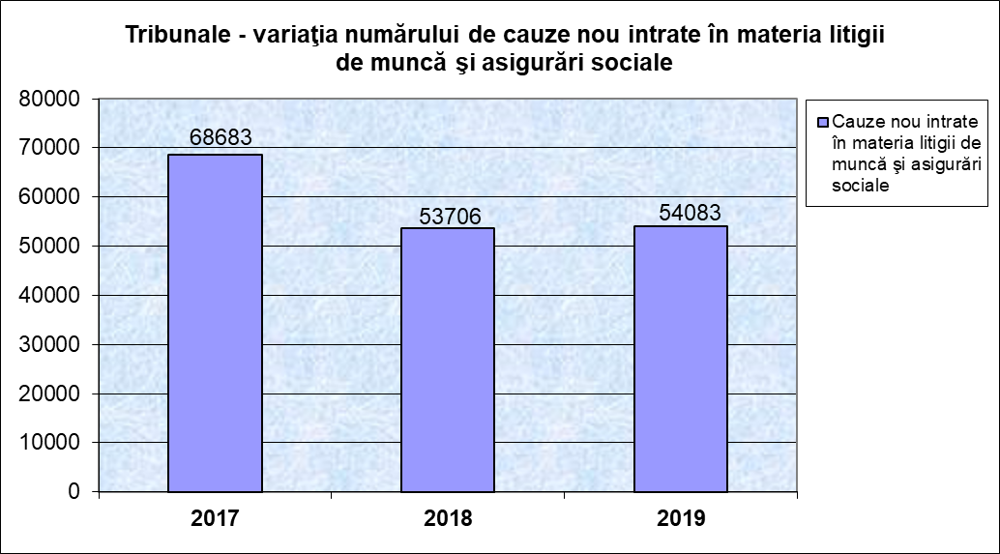 Tribunale - variaţia numărului de cauze nou intrate în materia litigii
de muncă şi asigurări sociale
80000
70000
60000
50000
40000
30000
20000
10000
0
68683
53706
54083
2017
2018
2019
Cauze nou intrate
în materia litigii de
muncă şi asigurări
sociale